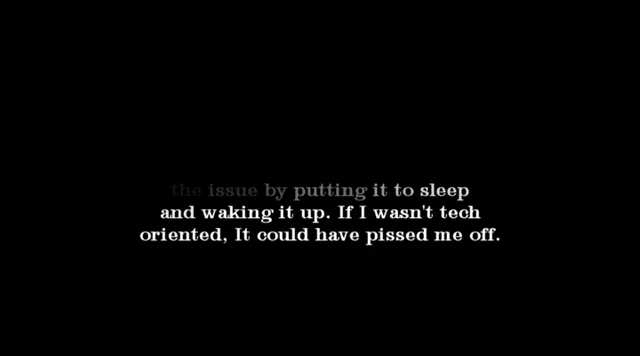 the issue by putting it to sleep
and waking it up. If I wasn't tech
oriented, It could have pissed me off.